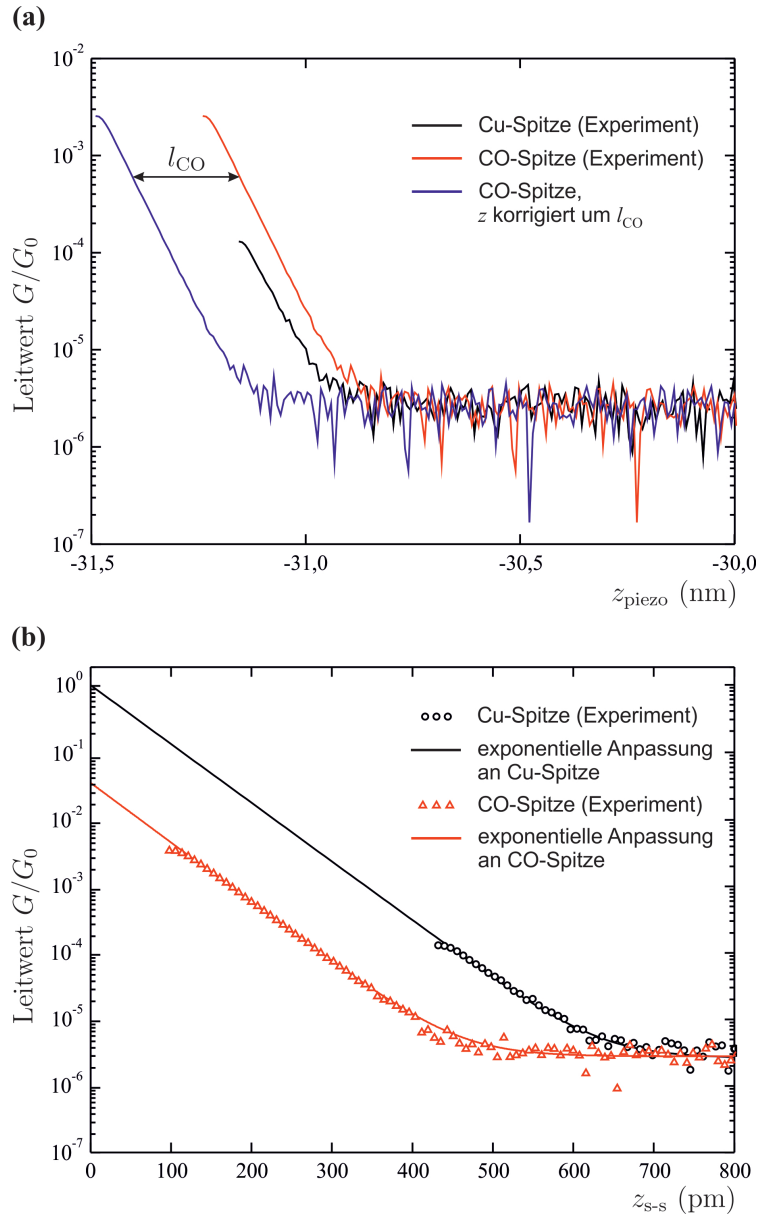 (a)
10-2
10-3
10-4
10-5
10-6
10-7
Leitwert G/G0
lCO
Cu-Spitze (Experiment)
CO-Spitze (Experiment)
CO-Spitze,
z korrigiert um lCO
-31,5
-31,0
-30,5
-30,0
zpiezo (nm)
(b)
100
10-1
10-2
10-3
10-4
10-5
10-6
10-7
Leitwert G/G0
Cu-Spitze (Experiment)
exponentielle Anpassung
an Cu-Spitze
CO-Spitze (Experiment)
exponentielle Anpassung
an CO-Spitze
0
100
200
300
400
500
600
700
800
zs-s (pm)